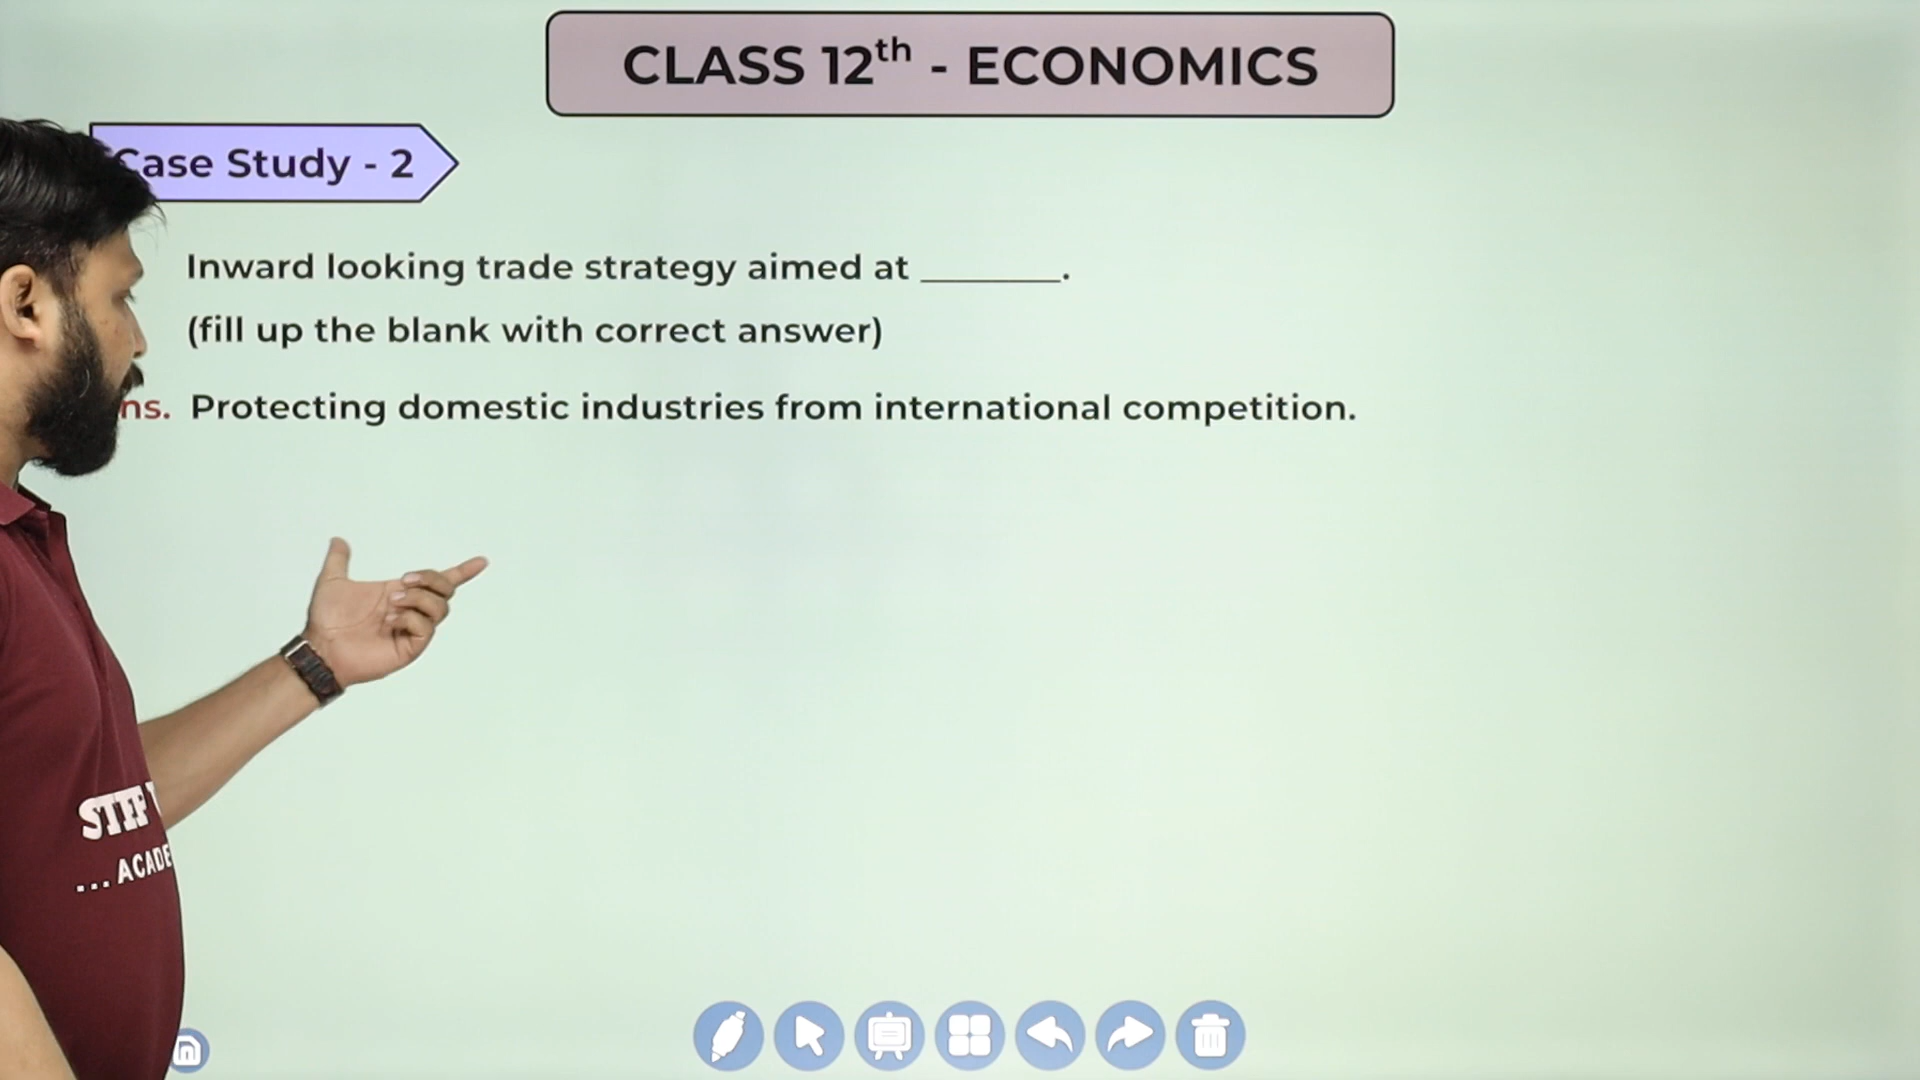 CLASS 12th - ECONOMICS
Case Study - 2
Inward looking trade strategy aimed at ________.
(fill up the blank with correct answer)
ns. Protecting domestic industries from international competition.
STEP
... ACADE